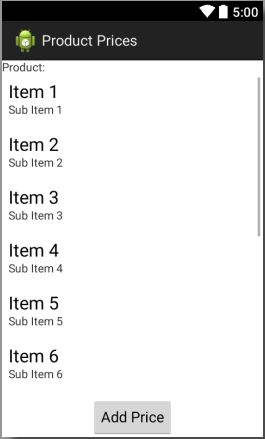 5:00
Product Prices
Product:
Item 1
Sub Item 1
Item 2
Sub Item 2
Item 3
Sub Item 3
Item 4
Sub Item 4
Item 5
Sub Item 5
Item 6
Sub Item 6
Add Price